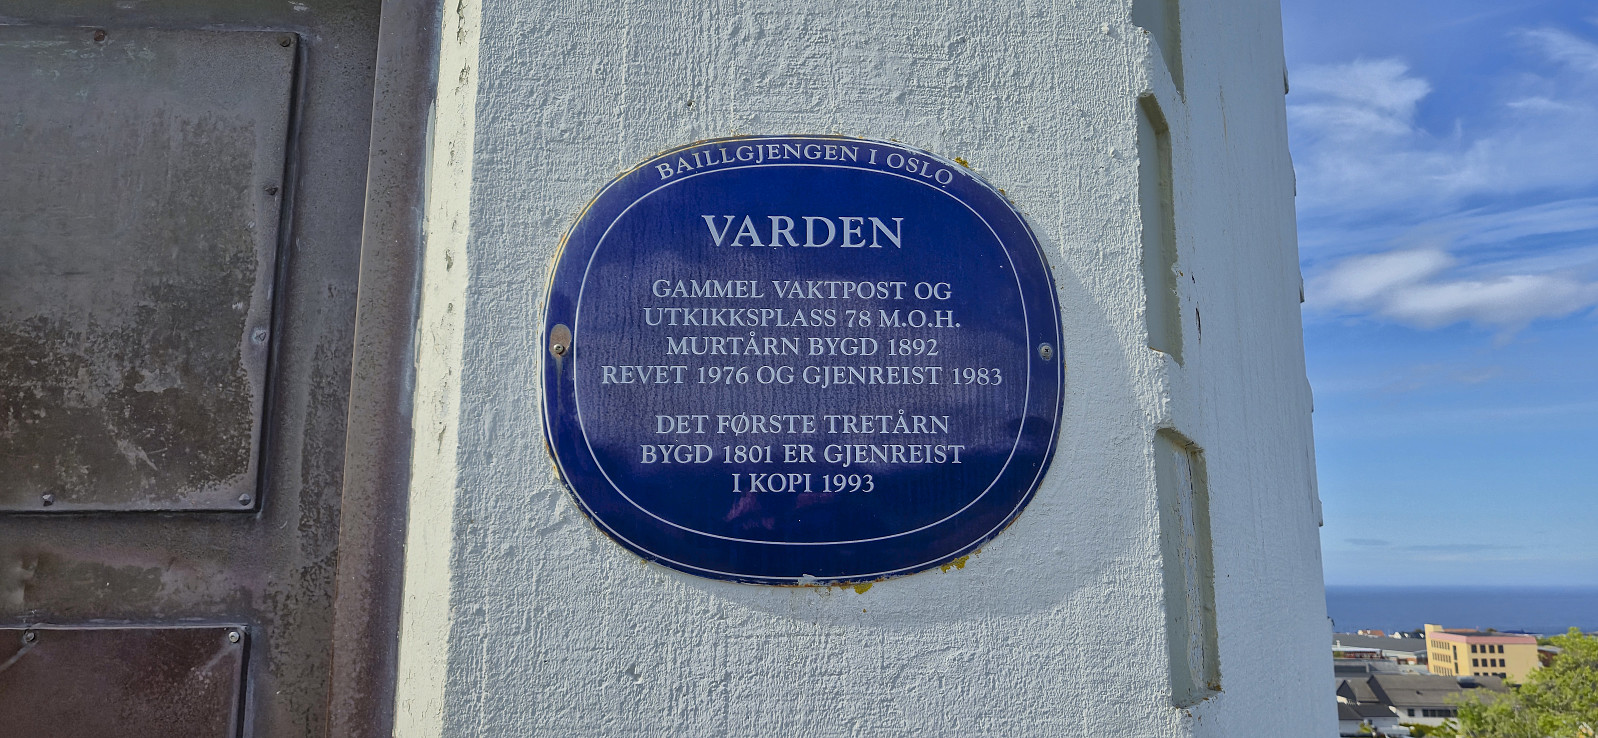 BAILLGJENGEN I OSLO
VARDEN
GAMMEL VAKTPOST OG
UTKIKKSPLASS 78 M.O.H.
MURTÅRN BYGD 1892
REVET 1976 OG GJENREIST 1983
DET FØRSTE TRETÅRN
BYGD 1801 ER GJENREIST
I KOPI 1993